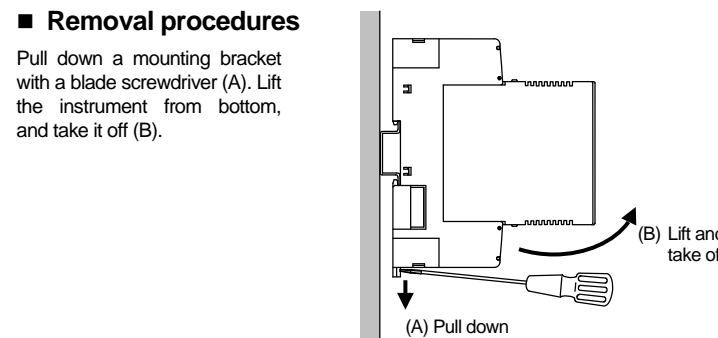 ■ Removal procedures
Pull down a mounting bracket
with a blade screwdriver (A). Lift
the instrument from bottom,
and take it off (B).
(B) Lift and
take of
(A) Pull down